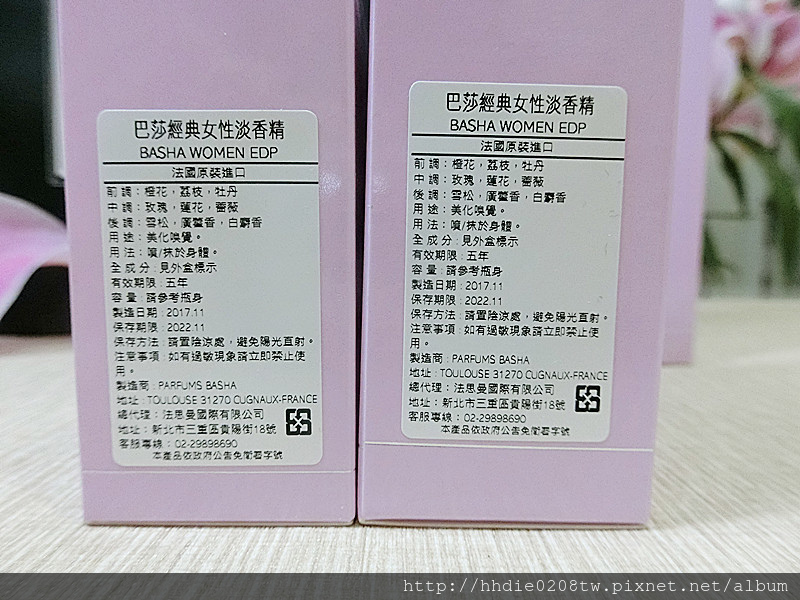 巴莎經典女性淡香精
BASHA WOMEN EDP
法國原裝進口
前調：橙花，荔枝，牡丹
中調：玫瑰，蓮花，薔薇
後調：雪松，廣藿香，白麝香
用途：美化嗅覺。
用法：噴/抹於身體。
全成分：見外盒標示
有效期限：五年
容量：請參考瓶身
製造日期：2017.11
保存期限：2022.11
保存方法：請置陰涼處，避免陽光直射。
注意事項：如有過敏現象請立即禁止使
用。
製造商：PARFUMS BASHA
地址：TOULOUSE 31270 CUGNAUX-FRANCE
總代理：法思曼國際有限公司
地址：新北市三重區貴陽街18號
客服專線：02-29898690
本產品依政府公告免衛署字號
巴莎經典女性淡香精
BASHA WOMEN EDP
法國原裝進口
前調：橙花，荔枝，牡丹
中調：玫瑰，蓮花，薔薇
後調：雪松，廣藿香，白麝香
用途：美化嗅覺。
用法：噴/抹於身體。
全成分：見外盒標示
有效期限：五年
容量：請參考瓶身
製造日期：2017.11
保存期限：2022.11
保存方法：請置陰涼處，避免陽光直射。
注意事項：如有過敏現象請立即禁止使
用。
製造商：PARFUMS BASHA
地址：TOULOUSE 31270 CUGNAUX-FRANCE
總代理：法思曼國際有限公司
地址：新北市三重區貴陽街18號
客服專線：02-29898690
本產品依政府公告免衛署字號
http://hhdie0208tw.pixnet.net/album